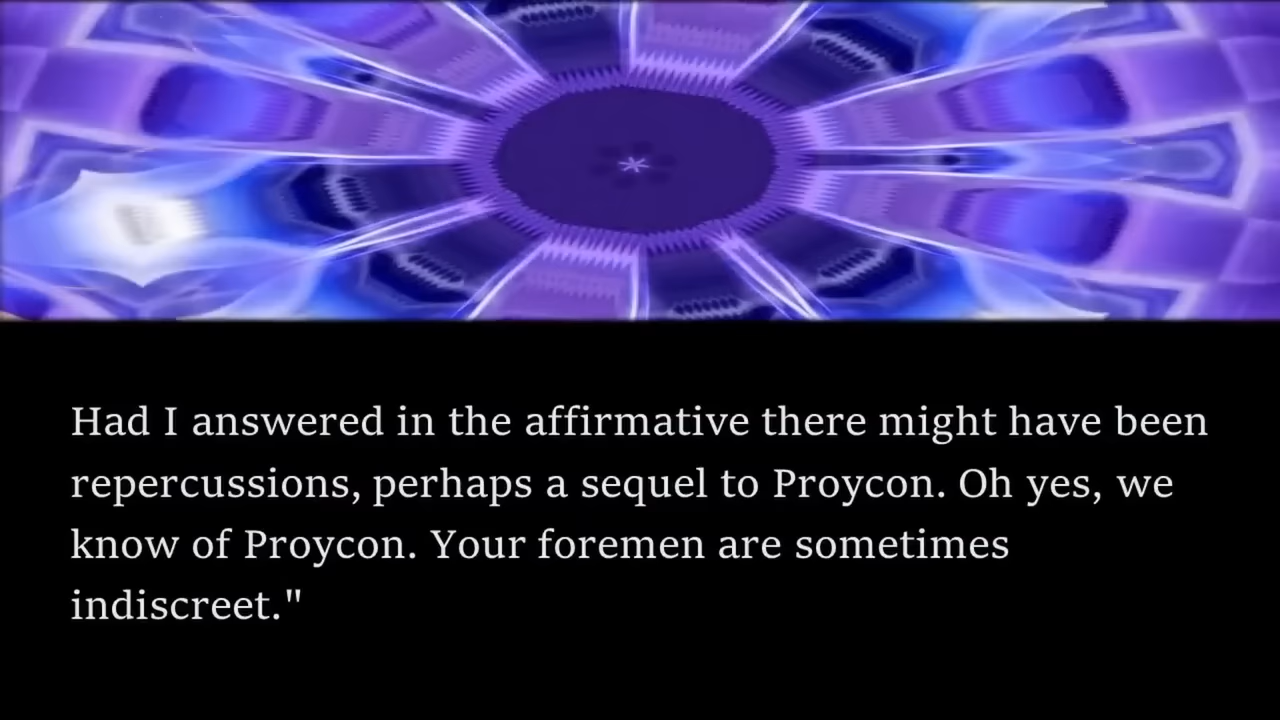 Had I answered in the affirmative there might have been
repercussions, perhaps a sequel to Proycon. Oh yes, we
know of Proycon. Your foremen are sometimes
indiscreet."